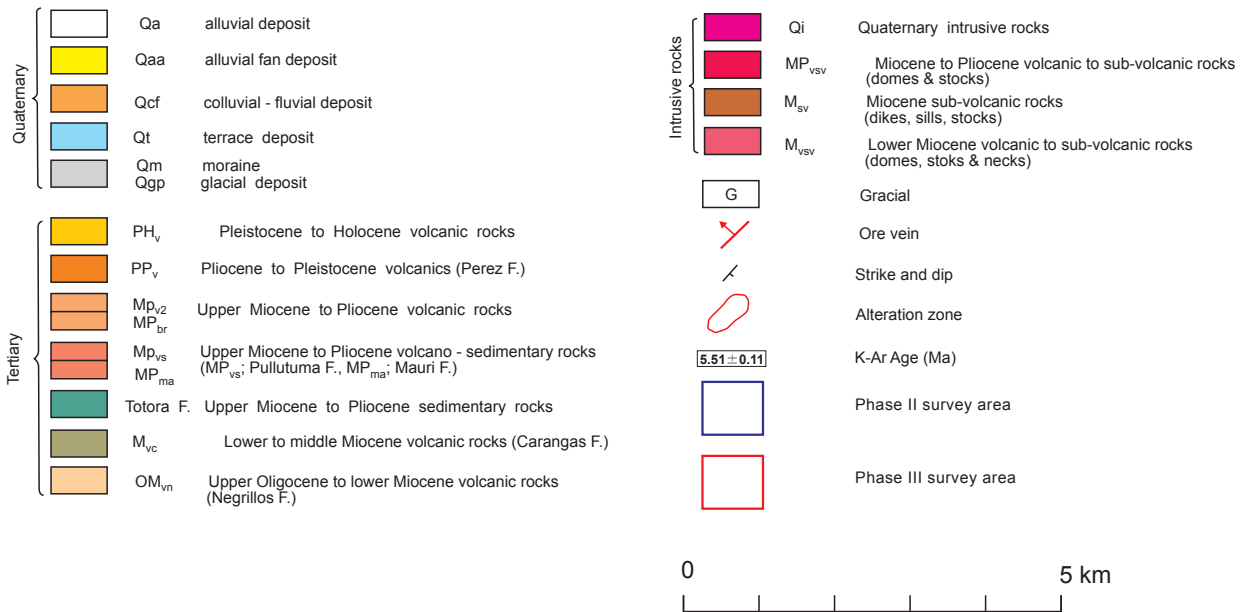 Quaternary
Qa alluvial deposit
Qaa alluvial fan deposit
Qcf colluvial - fluvial deposit
Qt terrace deposit
Qm moraine
Qgp glacial deposit
Tertiary
PHv Pleistocene to Holocene volcanic rocks
PPv Pliocene to Pleistocene volcanics (Perez F.)
Mpv2 Upper Miocene to Pliocene volcanic rocks
MPbr
Mpvs Upper Miocene to Pliocene volcano - sedimentary rocks
MPma (MPvs; Pullutuma F., MPma; Mauri F.)
Totora F. Upper Miocene to Pliocene sedimentary rocks
Mvc Lower to middle Miocene volcanic rocks (Carangas F.)
OMvn Upper Oligocene to lower Miocene volcanic rocks
(Negrillos F.)
Intrusive rocks
Qi Quaternary intrusive rocks
MPvsv Miocene to Pliocene volcanic to sub-volcanic rocks
(domes & stocks)
Msv Miocene sub-volcanic rocks
(dikes, sills, stocks)
Mvsv Lower Miocene volcanic to sub-volcanic rocks
(domes, stoks & necks)
G Gracial
Ore vein
Strike and dip
Alteration zone
5.51±0.11 K-Ar Age (Ma)
Phase II survey area
Phase III survey area
0 5 km